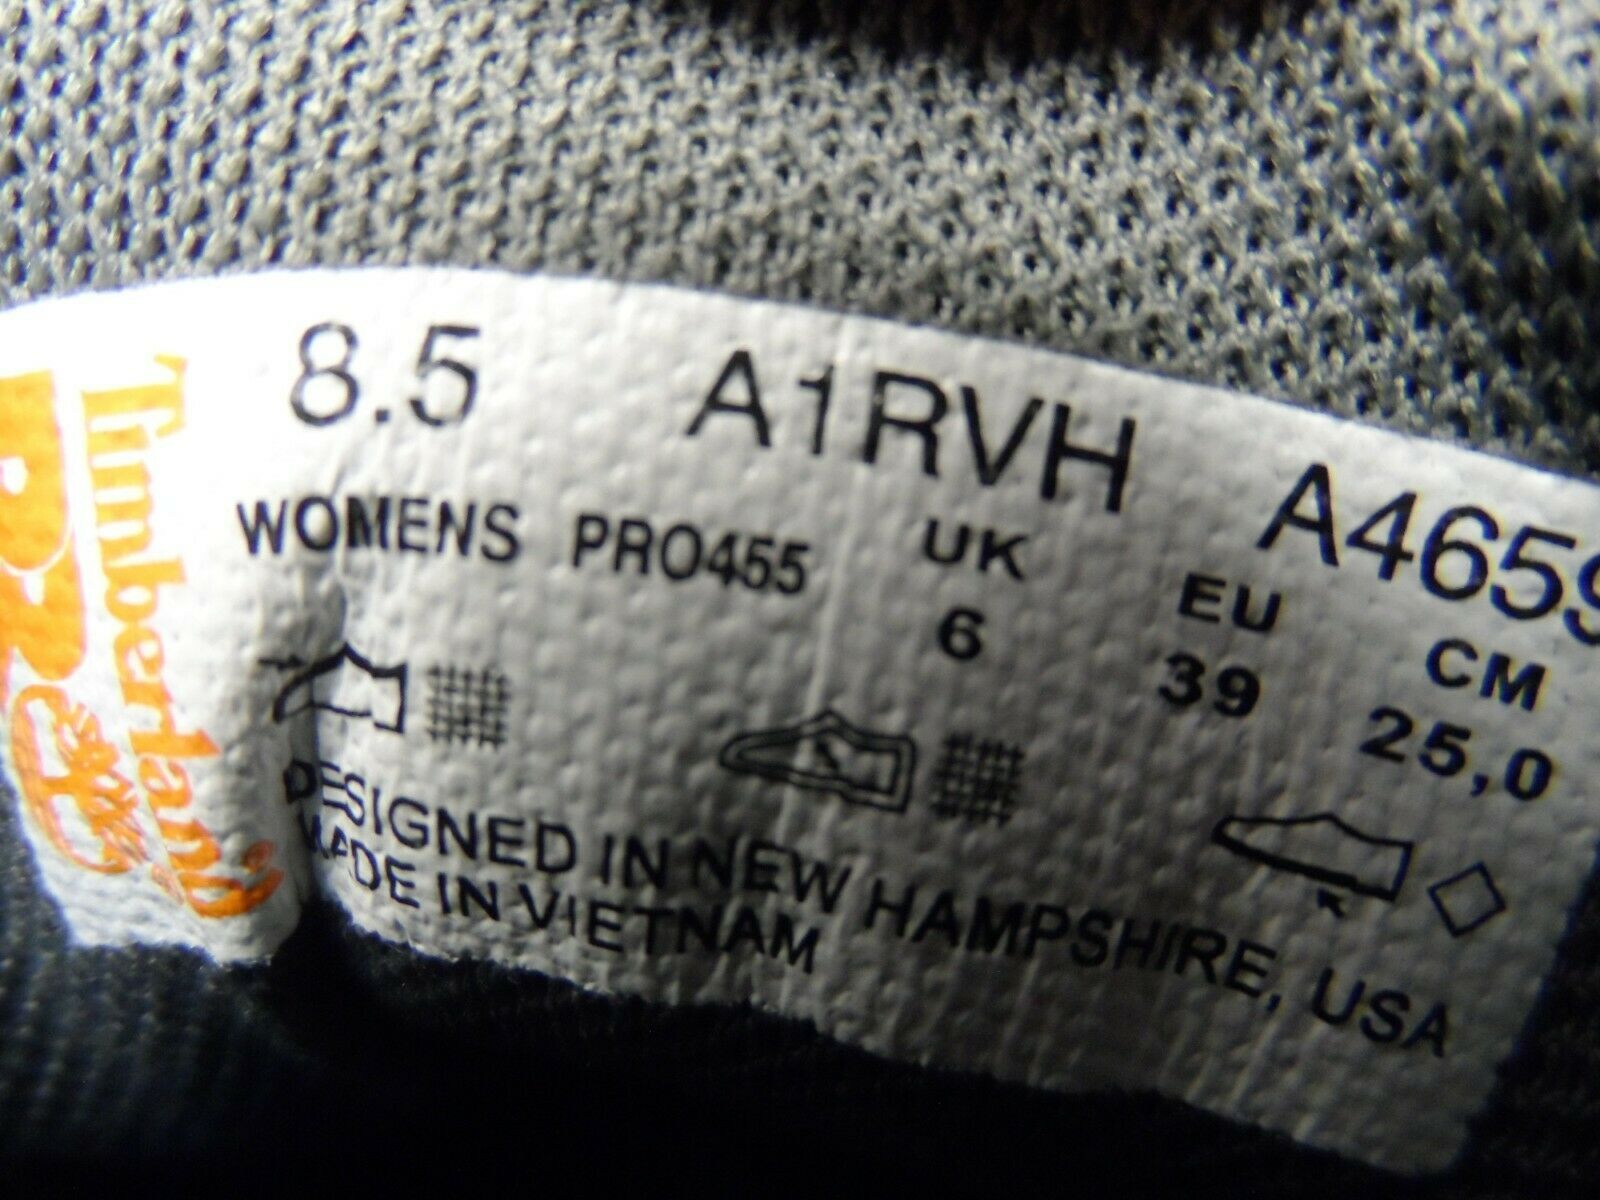 Timberland
PRO
8.5 A1RVH
WOMENS PRO455
UK EU CM
6 39 25,0
DESIGNED IN NEW HAMPSHIRE, USA
MADE IN VIETNAM